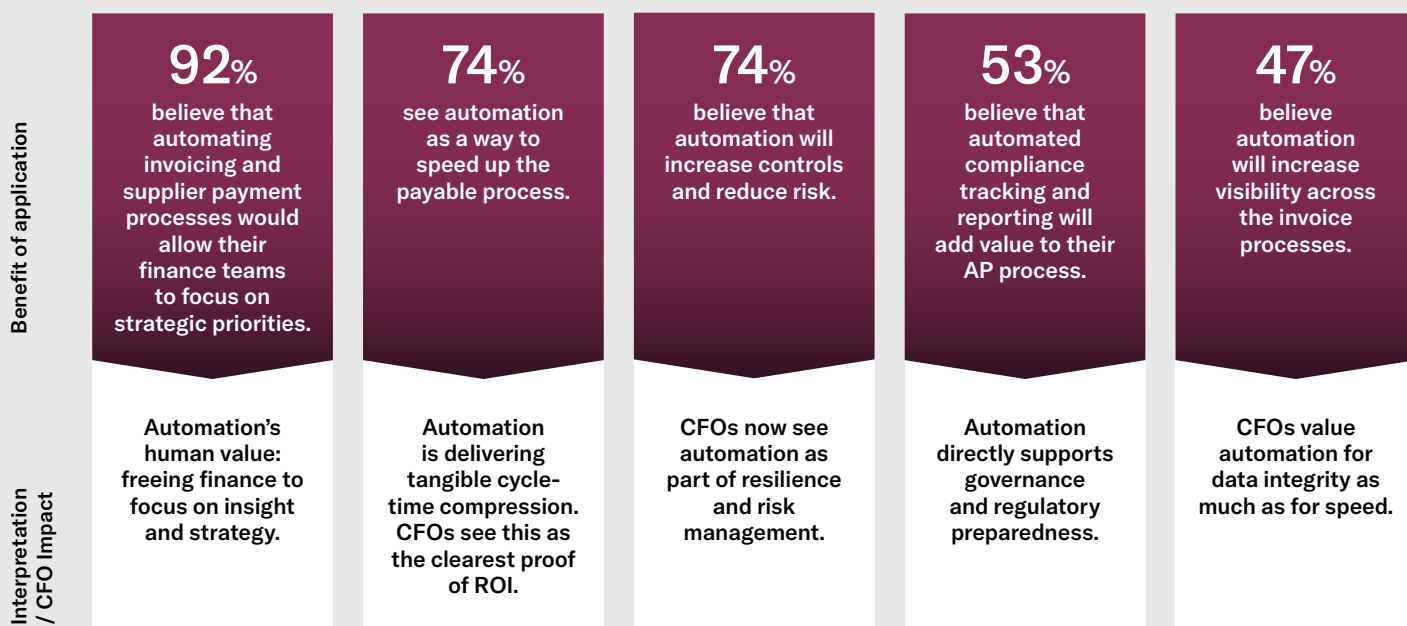 Benefit of application
92%
believe that
automating
invoicing and
supplier payment
processes would
allow their
finance teams
to focus on
strategic priorities.
74%
see automation
as a way to
speed up the
payable process.
74%
believe that
automation will
increase controls
and reduce risk.
53%
believe that
automated
compliance
tracking and
reporting will
add value to their
AP process.
47%
believe
automation
will increase
visibility across
the invoice
processes.
Interpretation
/ CFO Impact
Automation’s
human value:
freeing finance to
focus on insight
and strategy.
Automation
is delivering
tangible cycle-
time compression.
CFOs see this as
the clearest proof
of ROI.
CFOs now see
automation as
part of resilience
and risk
management.
Automation
directly supports
governance
and regulatory
preparedness.
CFOs value
automation for
data integrity as
much as for speed.